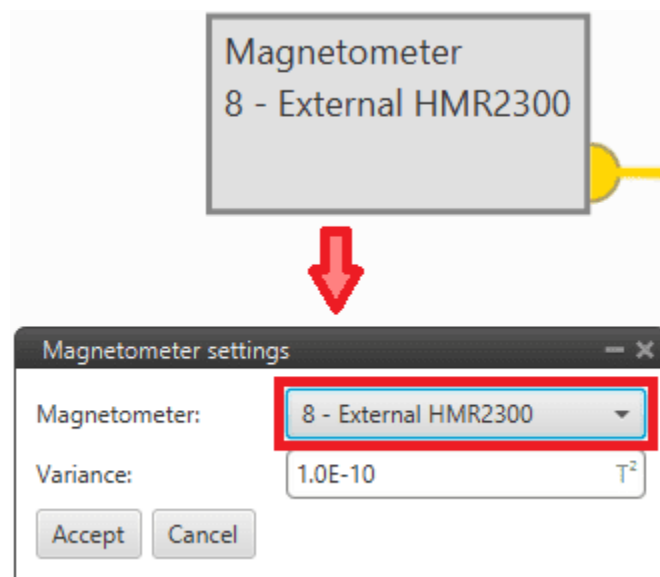 Magnetometer
8 - External HMR2300
Magnetometer settings
Magnetometer: 8 - External HMR2300
Variance: 1.0E-10 T²
Accept Cancel